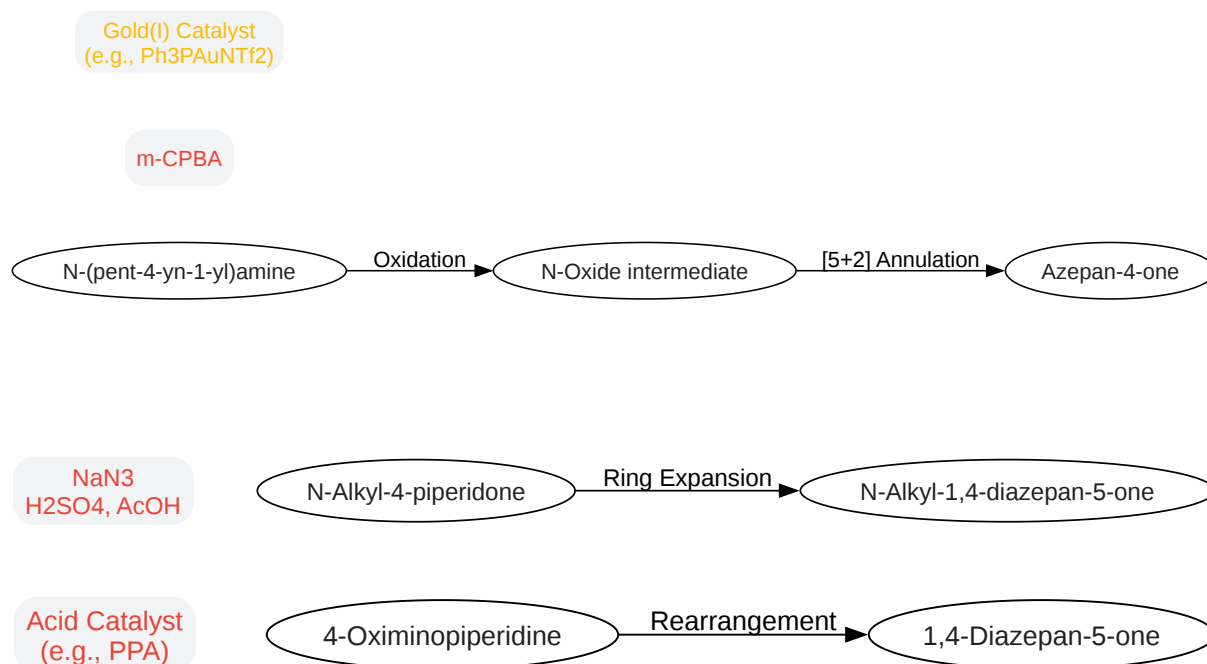 Gold(I) Catalyst
(e.g., Ph3PAuNTf2)
m-CPBA
N-(pent-4-yn-1-yl)amine
Oxidation
N-Oxide intermediate
[5+2] Annulation
Azepan-4-one
NaN3
H2SO4, AcOH
N-Alkyl-4-piperidone
Ring Expansion
N-Alkyl-1,4-diazepan-5-one
Acid Catalyst
(e.g., PPA)
4-Oximinopiperidine
Rearrangement
1,4-Diazepan-5-one